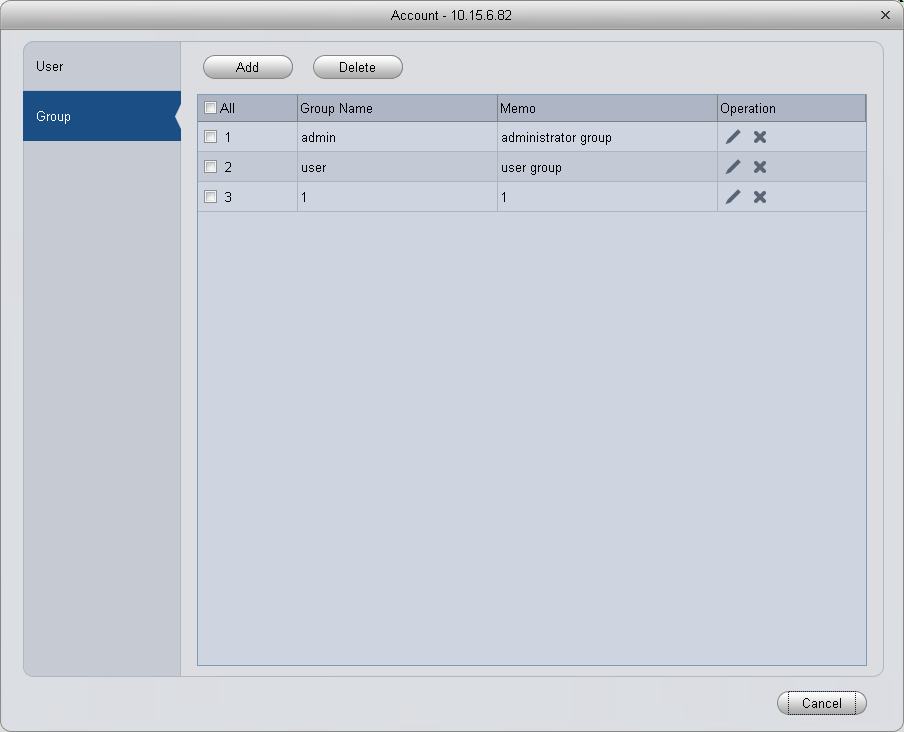 Account - 10.15.6.82
User
Group
Add Delete
All Group Name Memo Operation
1 admin administrator group
2 user user group
3 1 1
Cancel